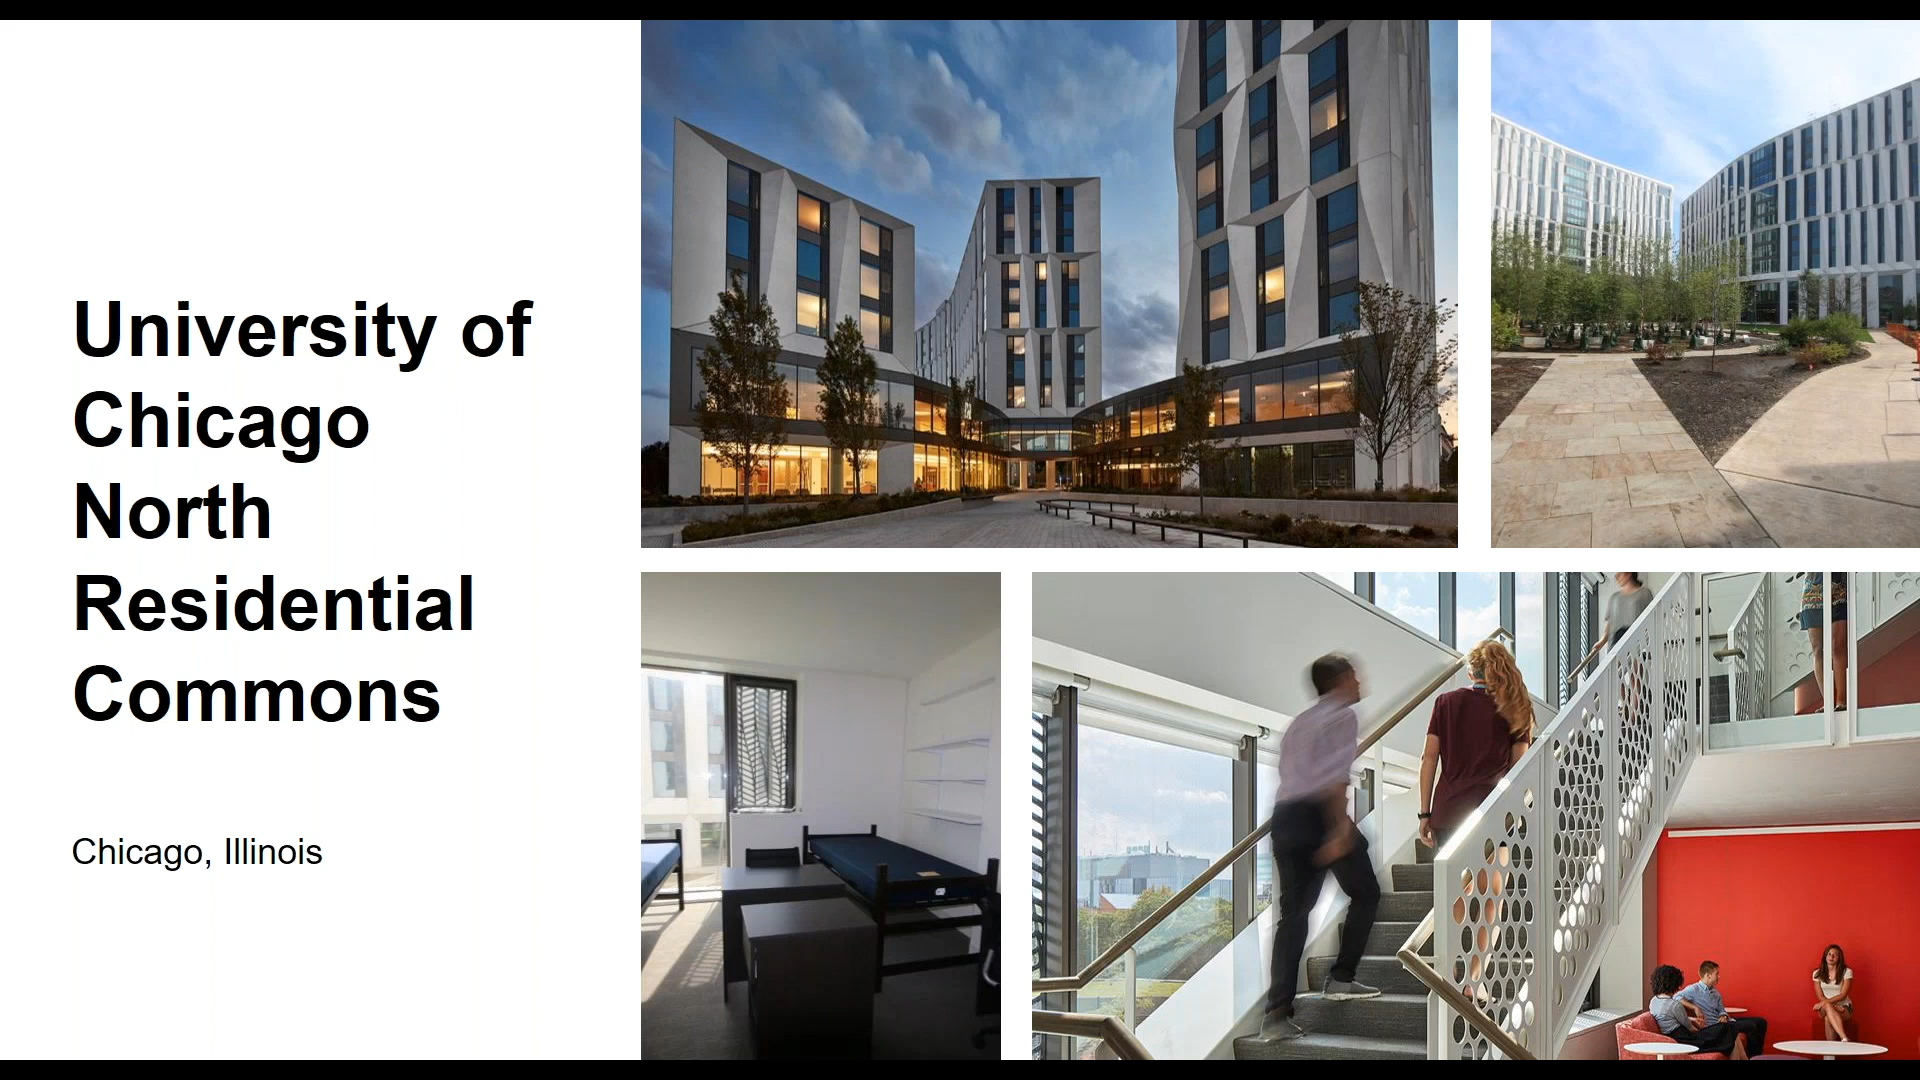 University of
Chicago
North
Residential
Commons
Chicago, Illinois